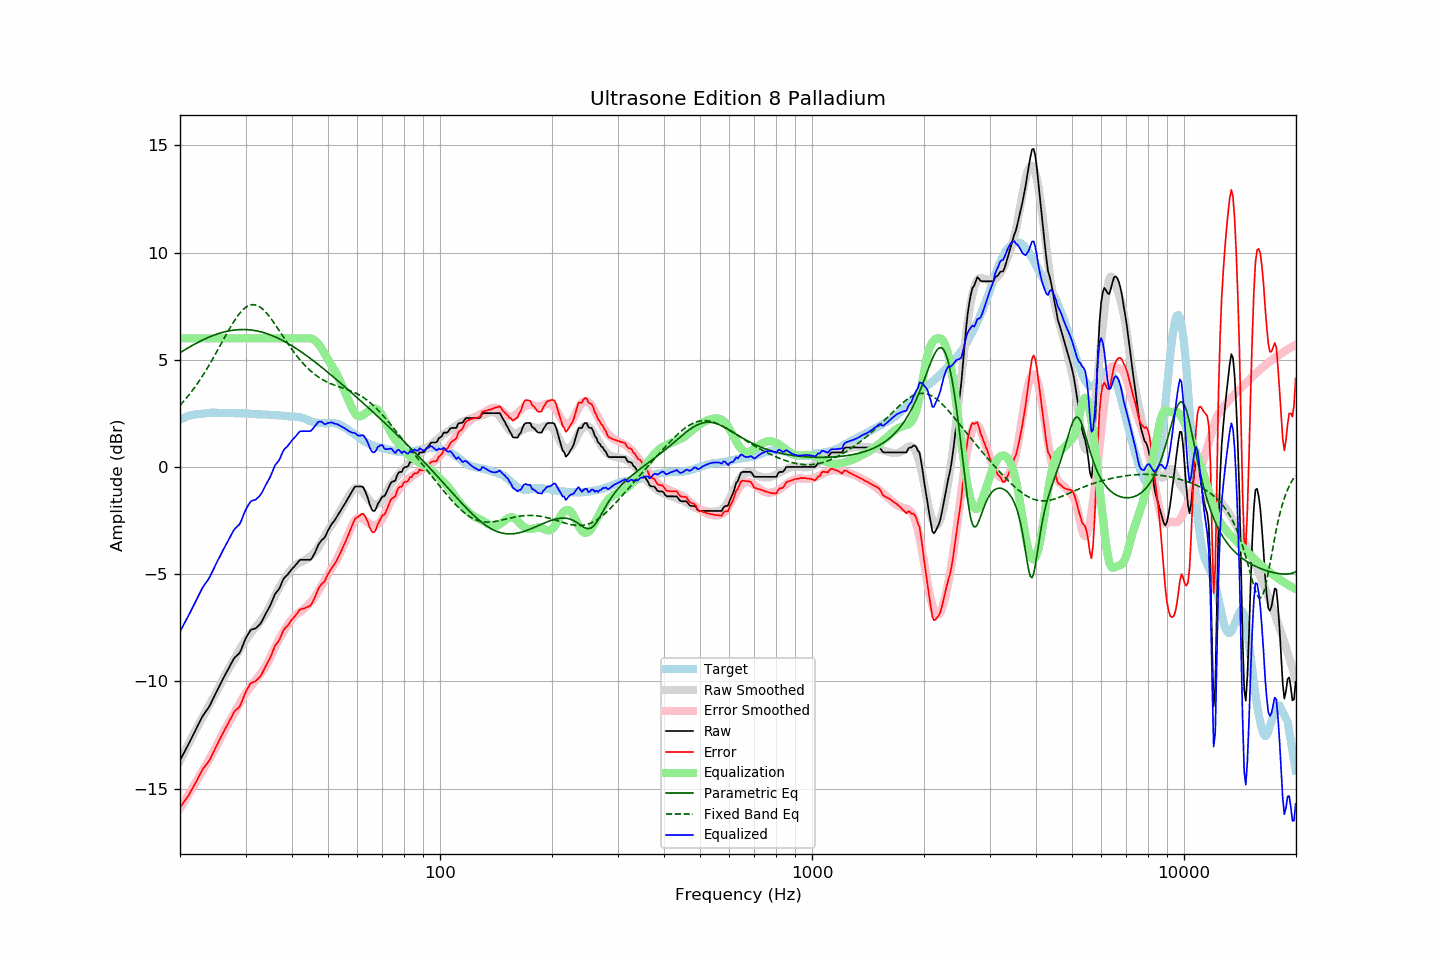 Ultrasone Edition 8 Palladium
15
10
5
0
−5
−10
−15
Amplitude (dBr)
Target
Raw Smoothed
Error Smoothed
Raw
Error
Equalization
Parametric Eq
Fixed Band Eq
Equalized
100
1000
10000
Frequency (Hz)